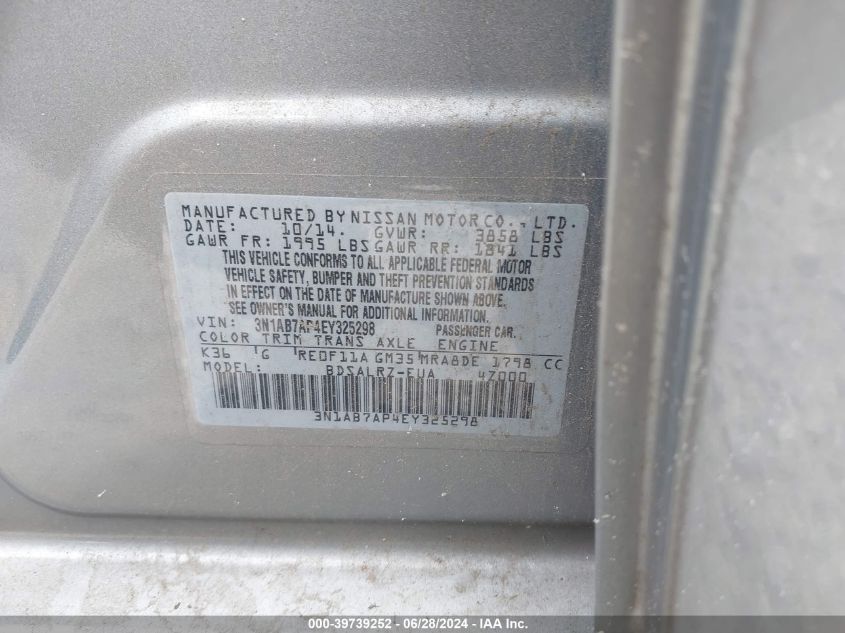 MANUFACTURED BY NISSAN MOTOR CO., LTD.
DATE: 10/14. GVWR: 3858 LBS
GAWR FR: 1995 LBS GAWR RR: 1841 LBS
THIS VEHICLE CONFORMS TO ALL APPLICABLE FEDERAL MOTOR
VEHICLE SAFETY, BUMPER AND THEFT PREVENTION STANDARDS
IN EFFECT ON THE DATE OF MANUFACTURE SHOWN ABOVE.
SEE OWNER'S MANUAL FOR ADDITIONAL INFORMATION
VIN: 3N1AB7AP4EY325298 PASSENGER CAR.
COLOR TRIM TRANS AXLE ENGINE
K36 G RE0F11A GM35 MRA8DE 1798 CC
MODEL: BDSALRZ-EUA 4Z000
3N1AB7AP4EY325298
000-39739252 - 06/28/2024 - IAA Inc.